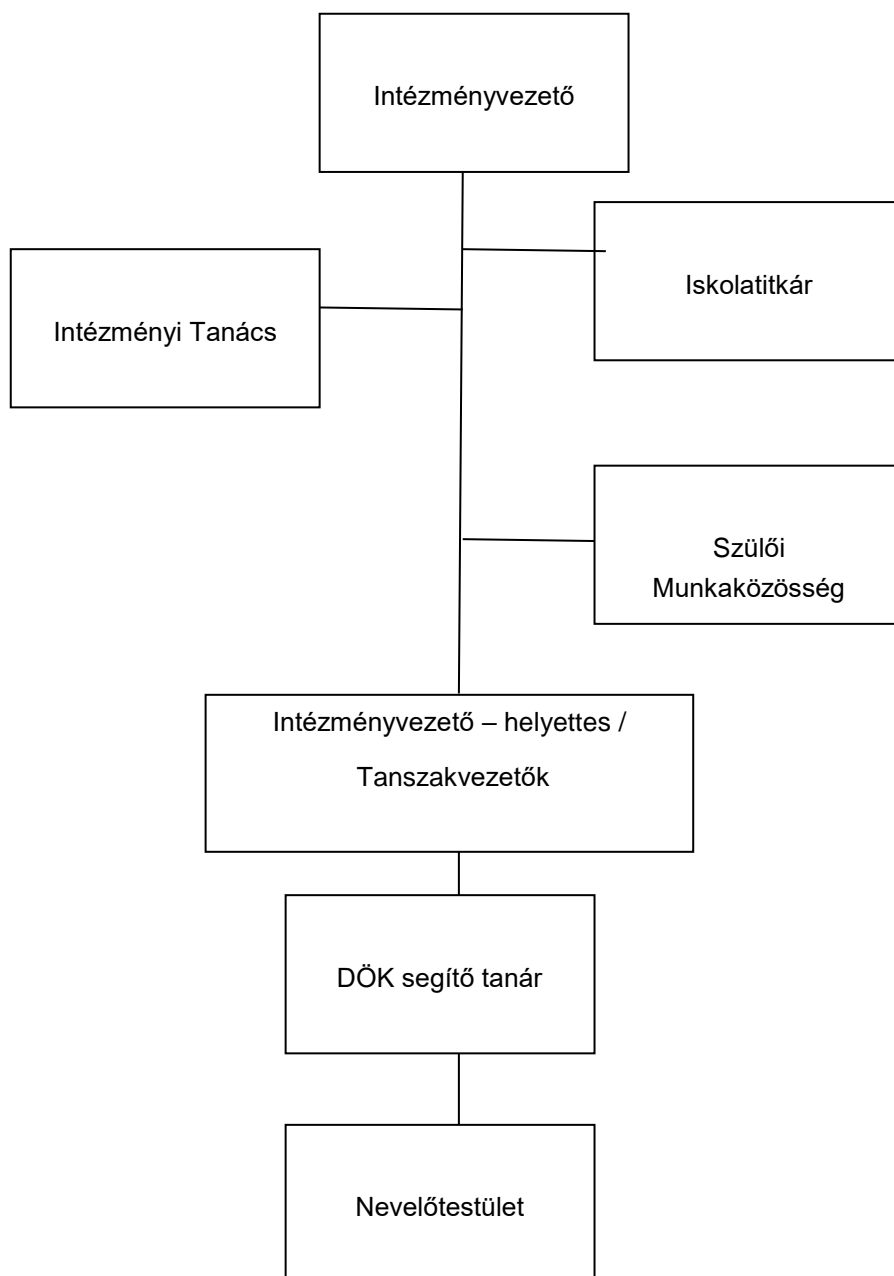 Intézményvezető
Iskolatitkár
Intézményi Tanács
Szülői
Munkaközösség
Intézményvezető – helyettes /
Tanszakvezetők
DÖK segítő tanár
Nevelőtestület